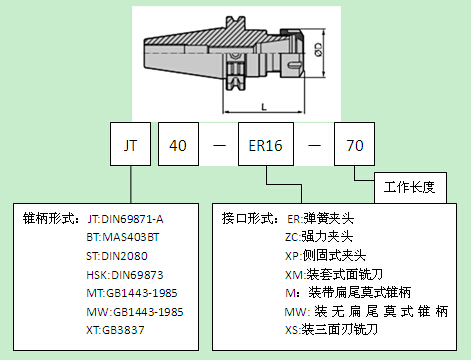 ØD
L
JT 40 — ER16 — 70
工作长度
锥柄形式：JT:DIN69871-A
BT:MAS403BT
ST:DIN2080
HSK:DIN69873
MT:GB1443-1985
MW:GB1443-1985
XT:GB3837
接口形式：ER:弹簧夹头
ZC:强力夹头
XP:侧固式夹头
XM:装套式面铣刀
M：装带扁尾莫式锥柄
MW:装无扁尾莫式锥柄
XS:装三面刃铣刀